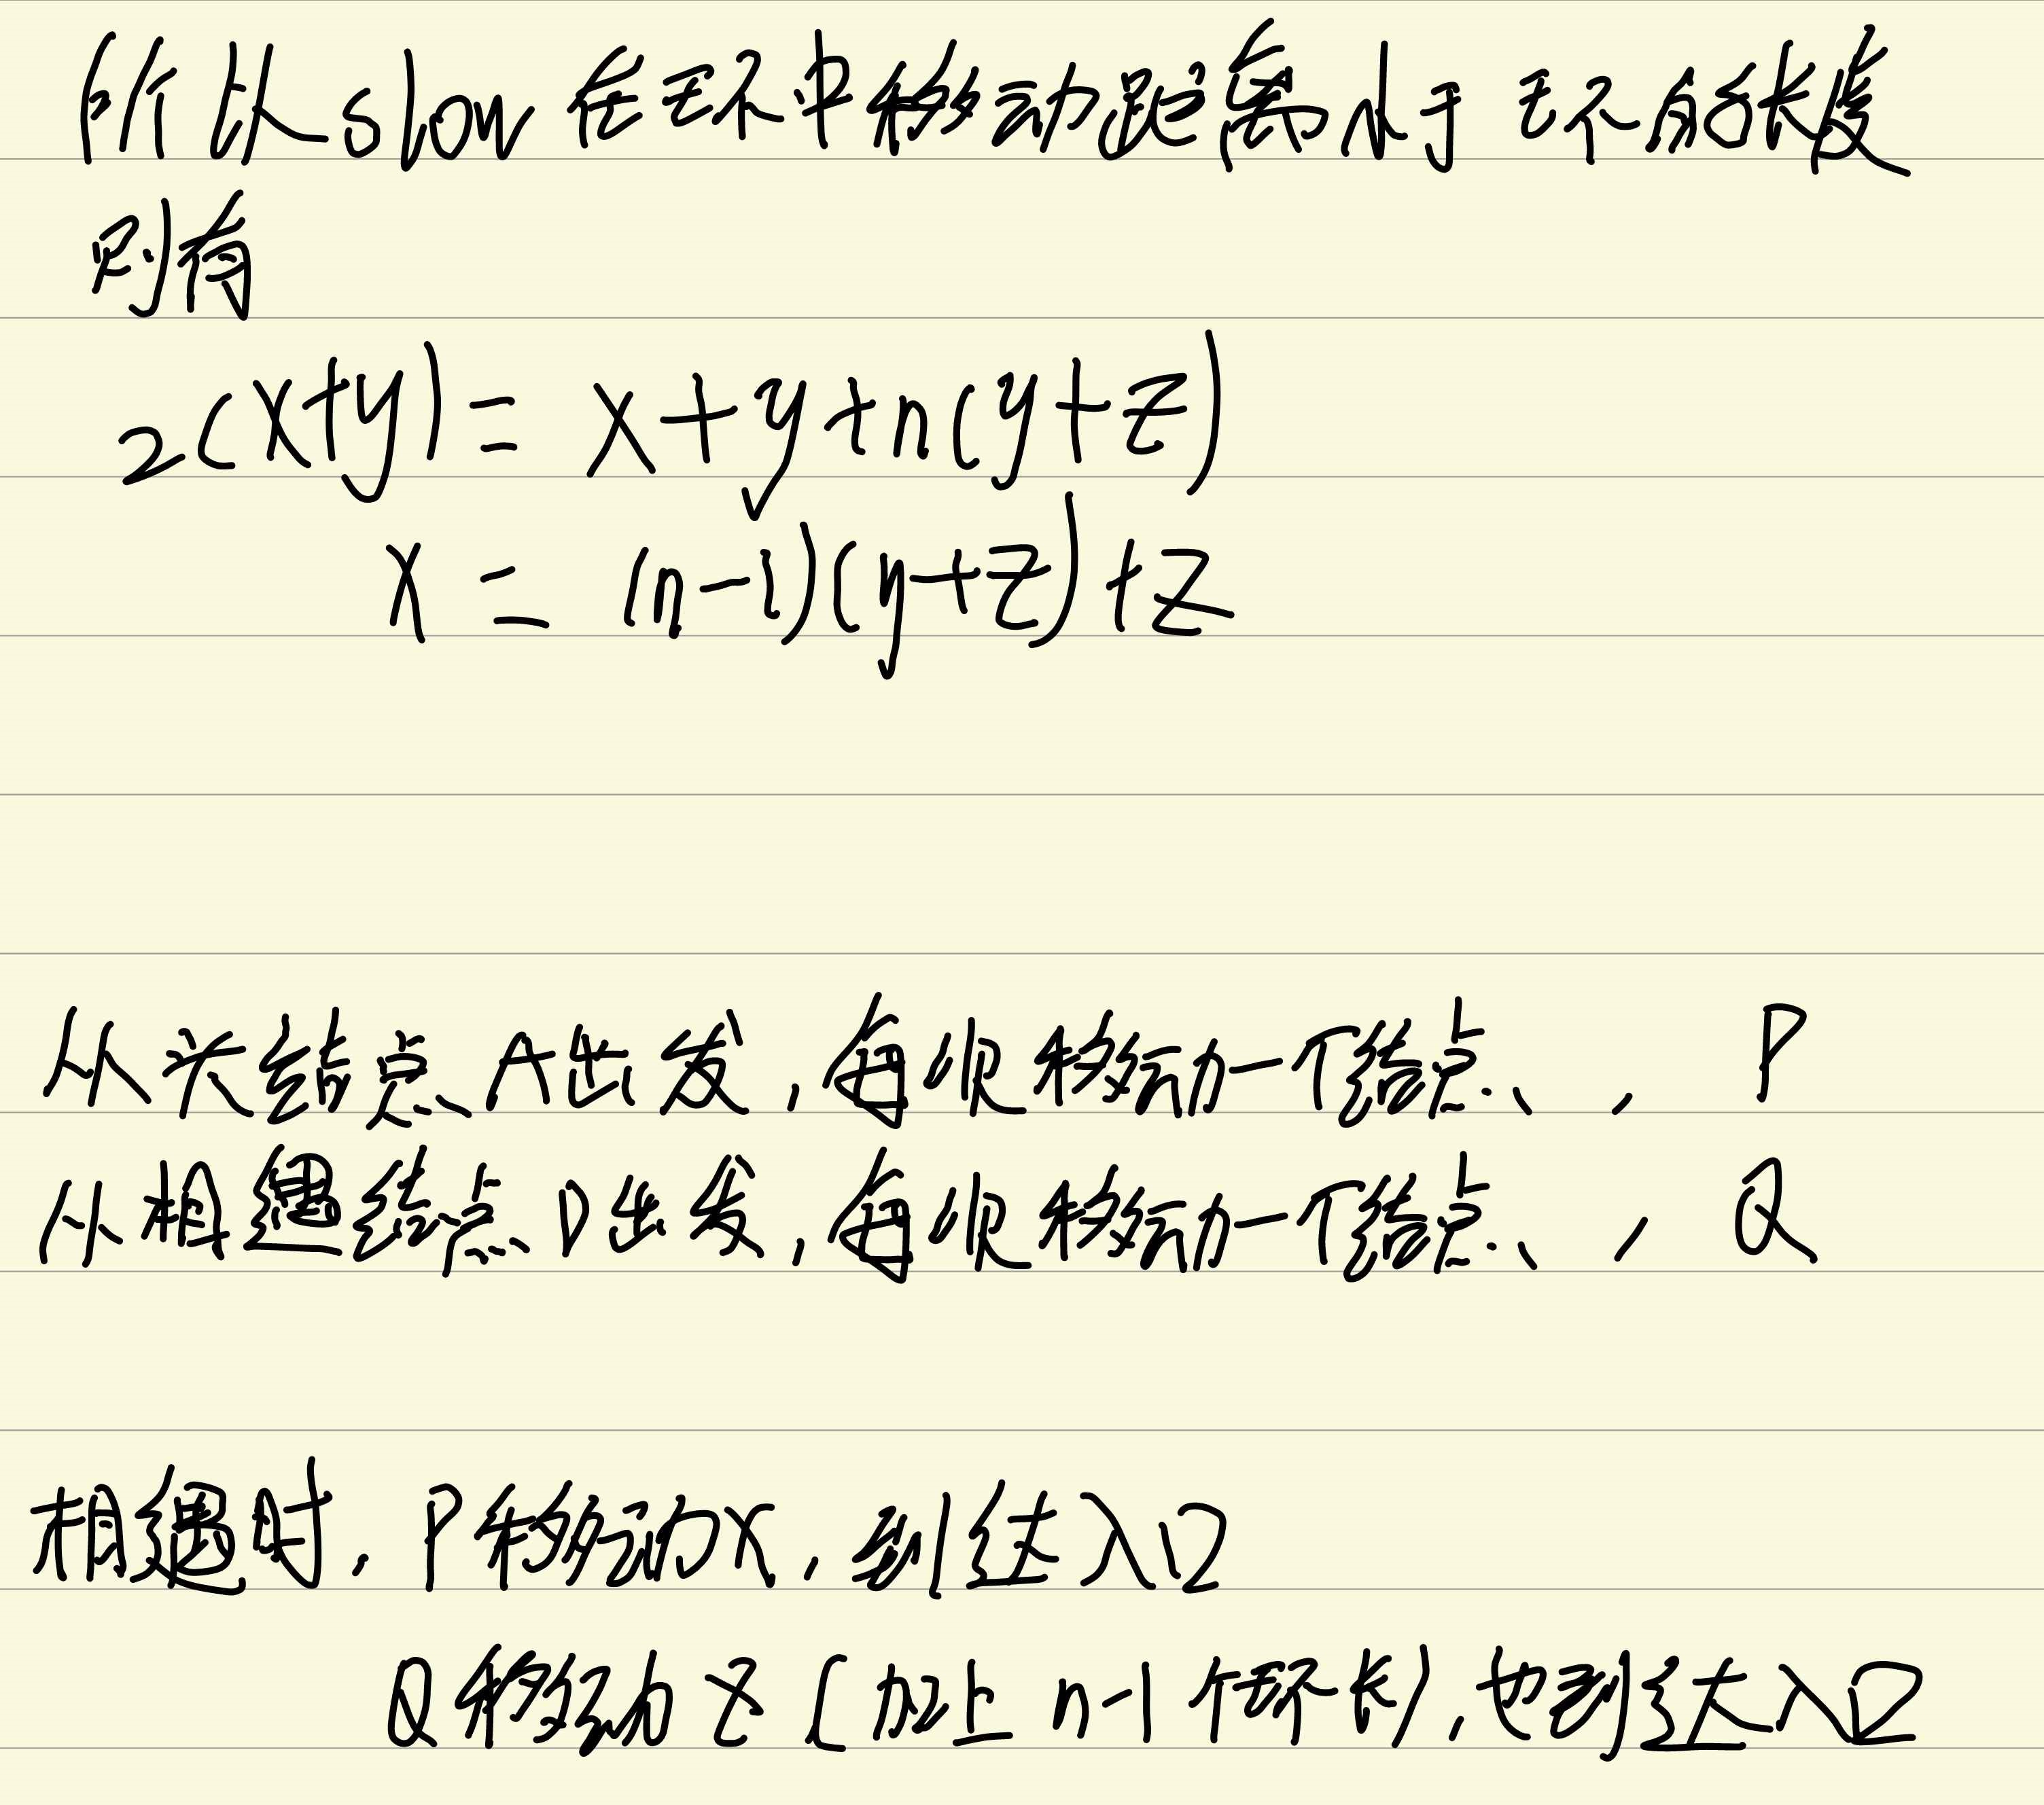 所以slow在环中移动距离小于环的长度
则有
2(x+y) = x+y+n(y+z)
x = (n-1)(y+z)+z
从头结点出发,每次移动一个结点, P
从相遇结点出发,每次移动一个结点, Q
相遇时,P移动x,到达入口
Q移动z(加上n-1个环长),也到达入口